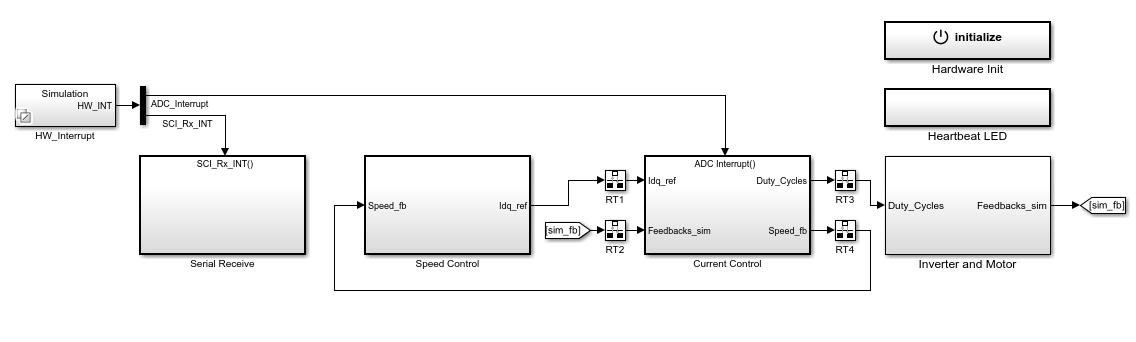 initialize
Hardware Init
Simulation
HW_INT
HW_Interrupt
ADC_Interrupt
SCI_Rx_INT
Heartbeat LED
SCI_Rx_INT()
Serial Receive
Speed_fb
Idq_ref
Speed Control
[sim_fb]
RT1
RT2
ADC Interrupt()
Idq_ref
Duty_Cycles
Feedbacks_sim
Speed_fb
Current Control
RT3
RT4
Duty_Cycles
Feedbacks_sim
Inverter and Motor
[sim_fb]